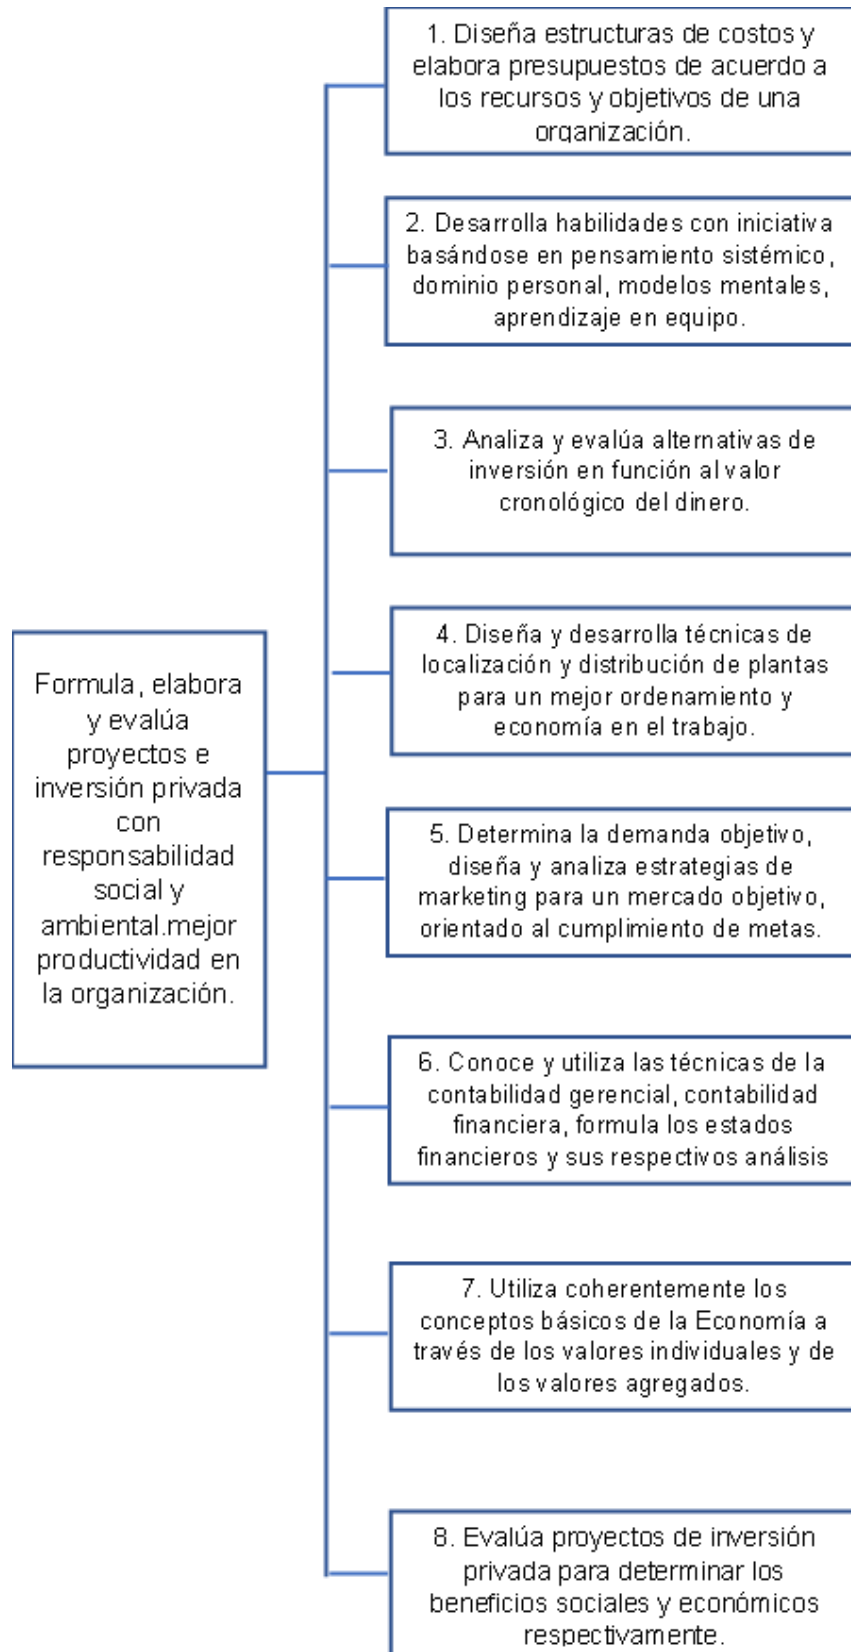 1. Diseña estructuras de costos y
elabora presupuestos de acuerdo a
los recursos y objetivos de una
organización.
2. Desarrolla habilidades con iniciativa
basándose en pensamiento sistémico,
dominio personal, modelos mentales,
aprendizaje en equipo.
3. Analiza y evalúa alternativas de
inversión en función al valor
cronológico del dinero.
4. Diseña y desarrolla técnicas de
localización y distribución de plantas
para un mejor ordenamiento y
economía en el trabajo.
Formula, elabora
y evalúa
proyectos e
inversión privada
con
responsabilidad
social y
ambiental.mejor
productividad en
la organización.
5. Determina la demanda objetivo,
diseña y analiza estrategias de
marketing para un mercado objetivo,
orientado al cumplimiento de metas.
6. Conoce y utiliza las técnicas de la
contabilidad gerencial, contabilidad
financiera, formula los estados
financieros y sus respectivos análisis
7. Utiliza coherentemente los
conceptos básicos de la Economía a
través de los valores individuales y de
los valores agregados.
8. Evalúa proyectos de inversión
privada para determinar los
beneficios sociales y económicos
respectivamente.